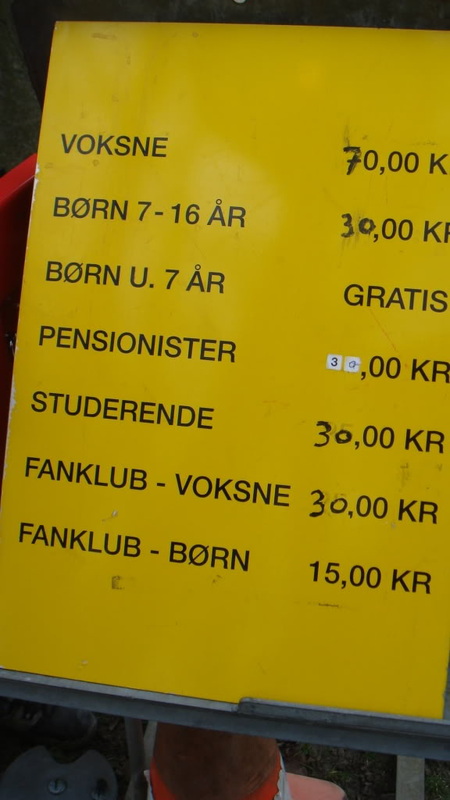 VOKSNE 70,00 K
BØRN 7-16 ÅR 30,00 KR
BØRN U. 7 ÅR GRATIS
PENSIONISTER 30,00 KR
STUDERENDE 30,00 KR
FANKLUB - VOKSNE 30,00 KR
FANKLUB - BØRN 15,00 KR